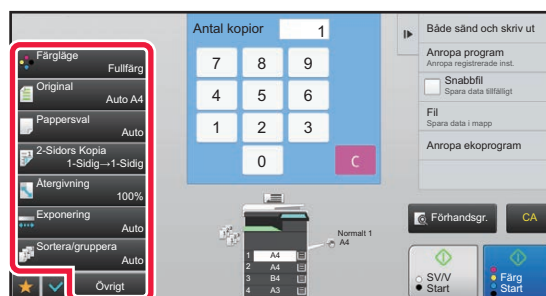 Färgläge
Fullfärg
Original
Auto A4
Pappersval
Auto
2-Sidors Kopia
1-Sidig→1-Sidig
Återgivning
100%
Exponering
Auto
Sortera/gruppera
Auto
Övrigt
Antal kopior 1
7 8 9
4 5 6
1 2 3
0 C
Normalt 1
A4
1 A4
2 A4
3 B4
4 A3
Både sänd och skriv ut
Anropa program
Anropa registrerade inst.
Snabbfil
Spara data tillfälligt
Fil
Spara data i mapp
Anropa ekoprogram
Förhandsgr.
CA
SV/V
Start
Färg
Start